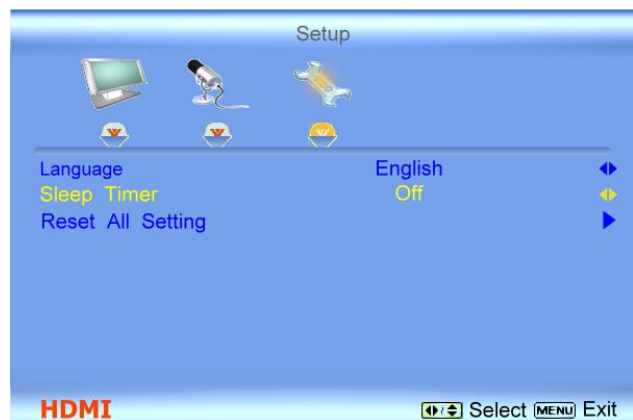 Setup
Language English
Sleep Timer Off
Reset All Setting
HDMI Select MENU Exit